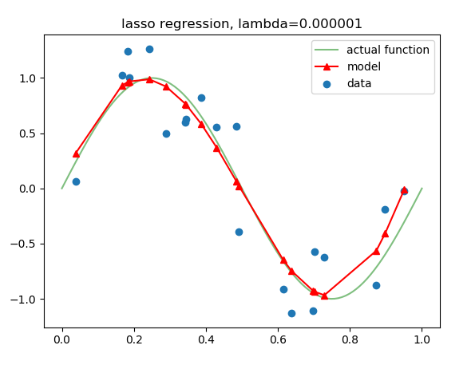 lasso regression, lambda=0.000001
actual function
model
data
1.0
0.5
0.0
−0.5
−1.0
0.0 0.2 0.4 0.6 0.8 1.0